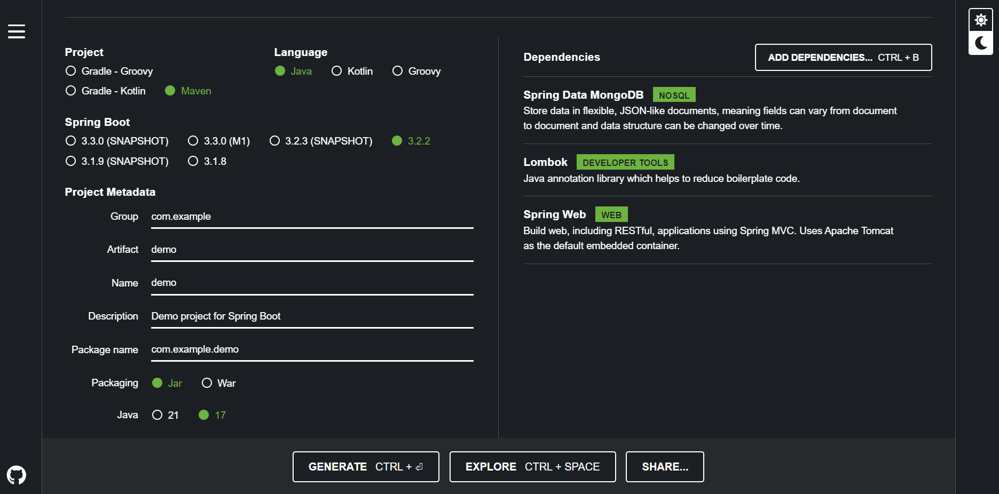 Project
Gradle - Groovy
Gradle - Kotlin Maven
Language
Java Kotlin Groovy
Spring Boot
3.3.0 (SNAPSHOT) 3.3.0 (M1) 3.2.3 (SNAPSHOT) 3.2.2
3.1.9 (SNAPSHOT) 3.1.8
Project Metadata
Group com.example
Artifact demo
Name demo
Description Demo project for Spring Boot
Package name com.example.demo
Packaging Jar War
Java 21 17
Dependencies
ADD DEPENDENCIES... CTRL + B
Spring Data MongoDB NOSQL
Store data in flexible, JSON-like documents, meaning fields can vary from document
to document and data structure can be changed over time.
Lombok DEVELOPER TOOLS
Java annotation library which helps to reduce boilerplate code.
Spring Web WEB
Build web, including RESTful, applications using Spring MVC. Uses Apache Tomcat
as the default embedded container.
GENERATE CTRL + ⏎
EXPLORE CTRL + SPACE
SHARE...